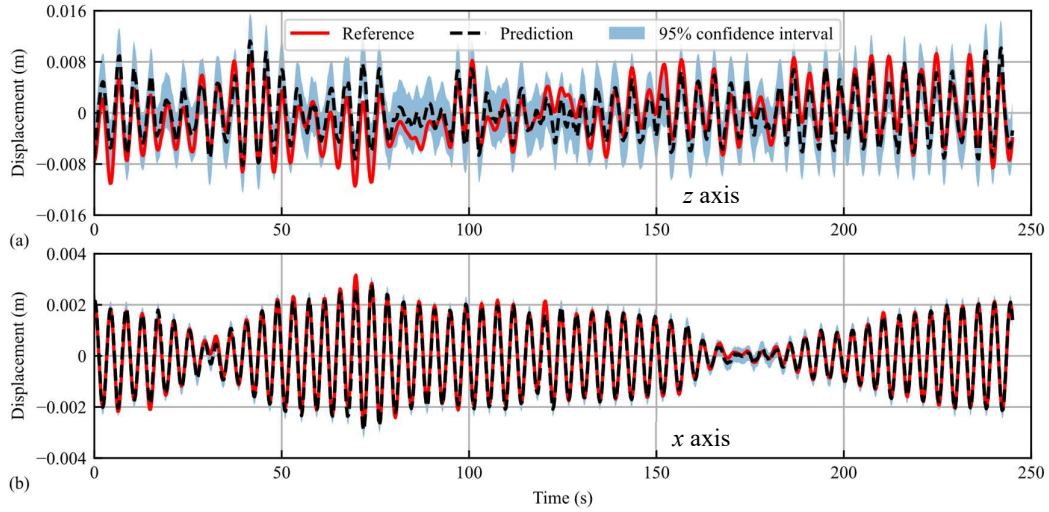 0.016
Reference Prediction 95% confidence interval
0.008
0
−0.008
−0.016
Displacement (m)
z axis
0 50 100 150 200 250
(a)
0.004
0.002
0
−0.002
−0.004
Displacement (m)
x axis
0 50 100 150 200 250
(b)
Time (s)